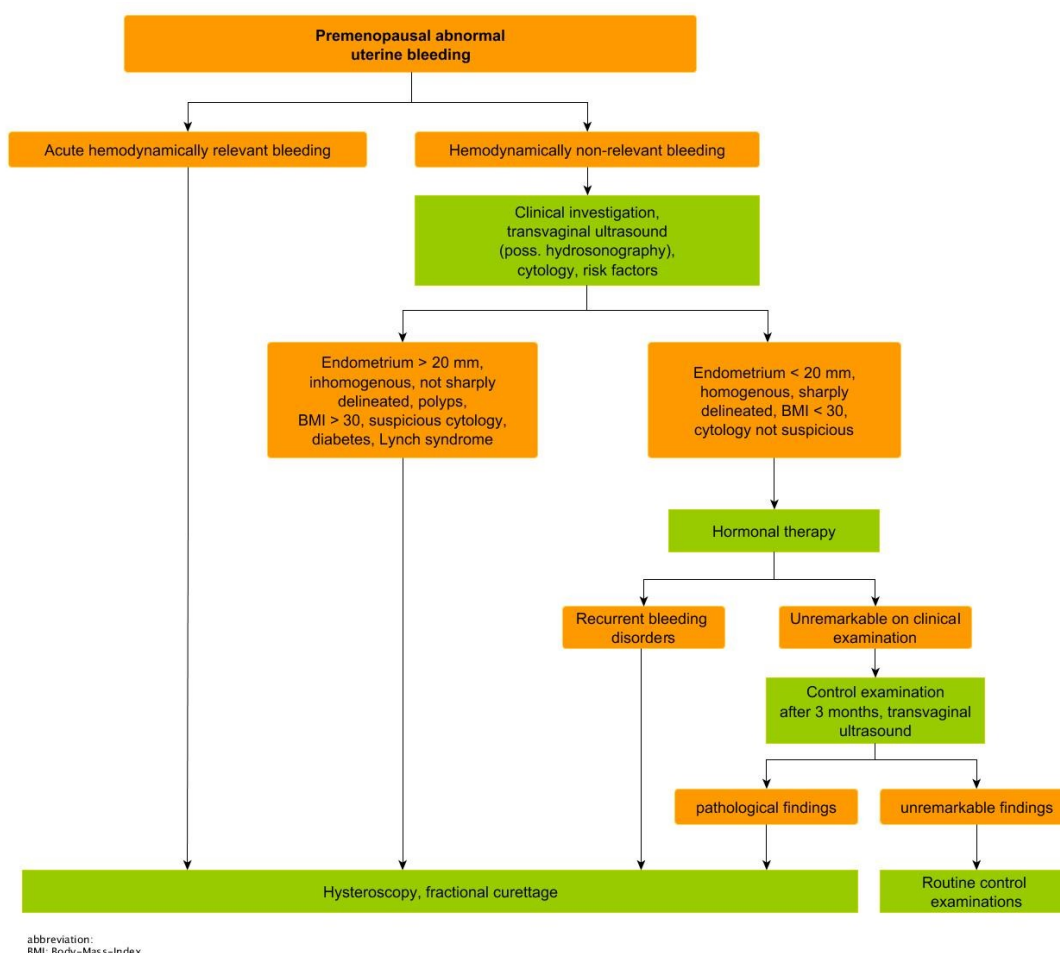 Premenopausal abnormal
uterine bleeding
Acute hemodynamically relevant bleeding
Hemodynamically non-relevant bleeding
Clinical investigation,
transvaginal ultrasound
(poss. hydrosonography),
cytology, risk factors
Endometrium > 20 mm,
inhomogenous, not sharply
delineated, polyps,
BMI > 30, suspicious cytology,
diabetes, Lynch syndrome
Endometrium < 20 mm,
homogenous, sharply
delineated, BMI < 30,
cytology not suspicious
Hormonal therapy
Recurrent bleeding
disorders
Unremarkable on clinical
examination
Control examination
after 3 months, transvaginal
ultrasound
pathological findings
unremarkable findings
Hysteroscopy, fractional curettage
Routine control
examinations
abbreviation:
BMI: Body-Mass-Index